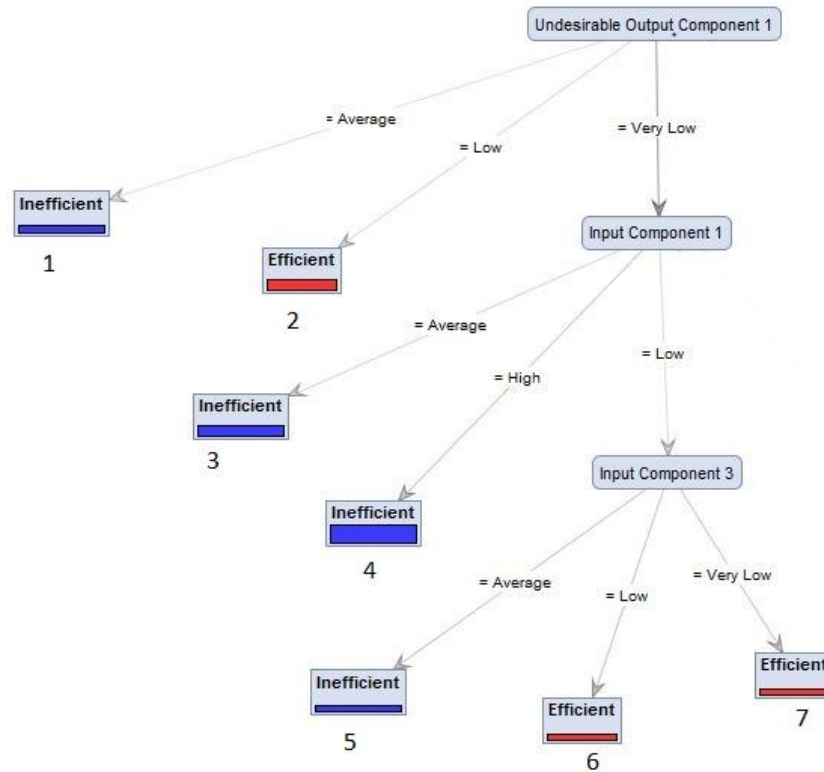 Undesirable Output Component 1
= Average
= Low
= Very Low
Inefficient
1
Efficient
2
Input Component 1
= Average
= High
= Low
Inefficient
3
Inefficient
4
Input Component 3
= Average
= Low
= Very Low
Inefficient
5
Efficient
6
Efficient
7